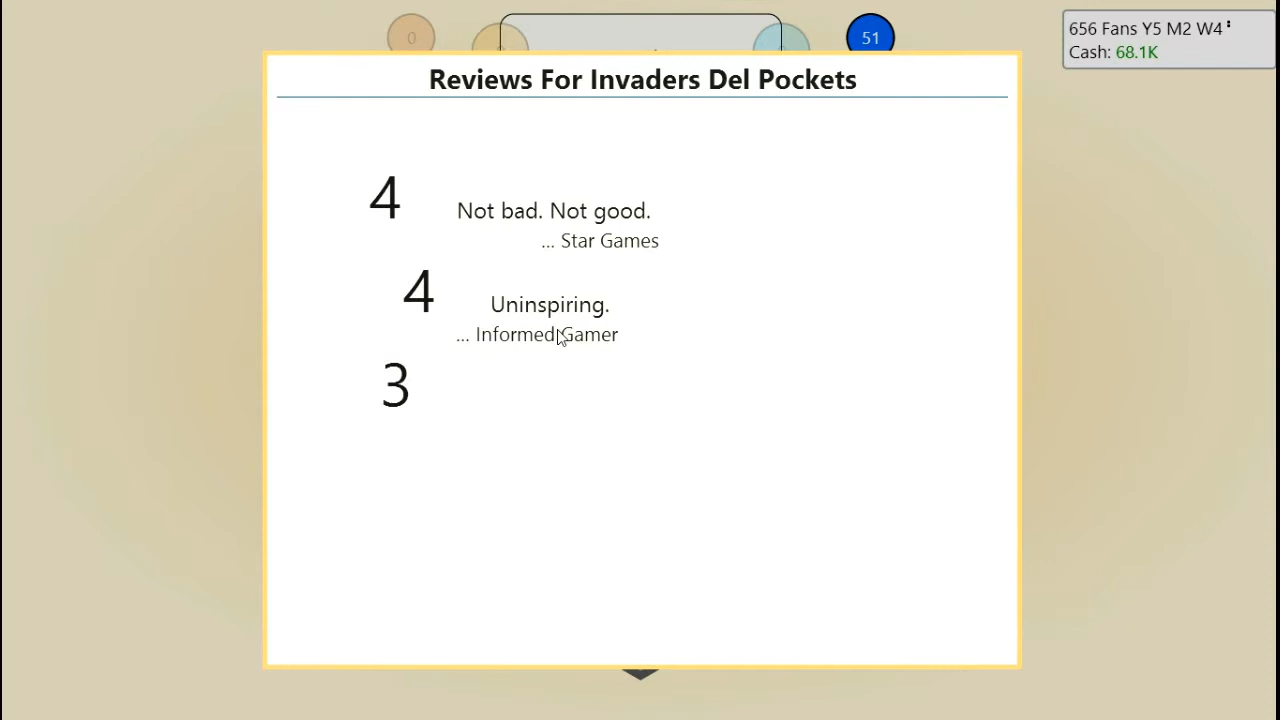 0
51
656 Fans Y5 M2 W4
Cash: 68.1K
Reviews For Invaders Del Pockets
4
Not bad. Not good.
... Star Games
4
Uninspiring.
... Informed Gamer
3